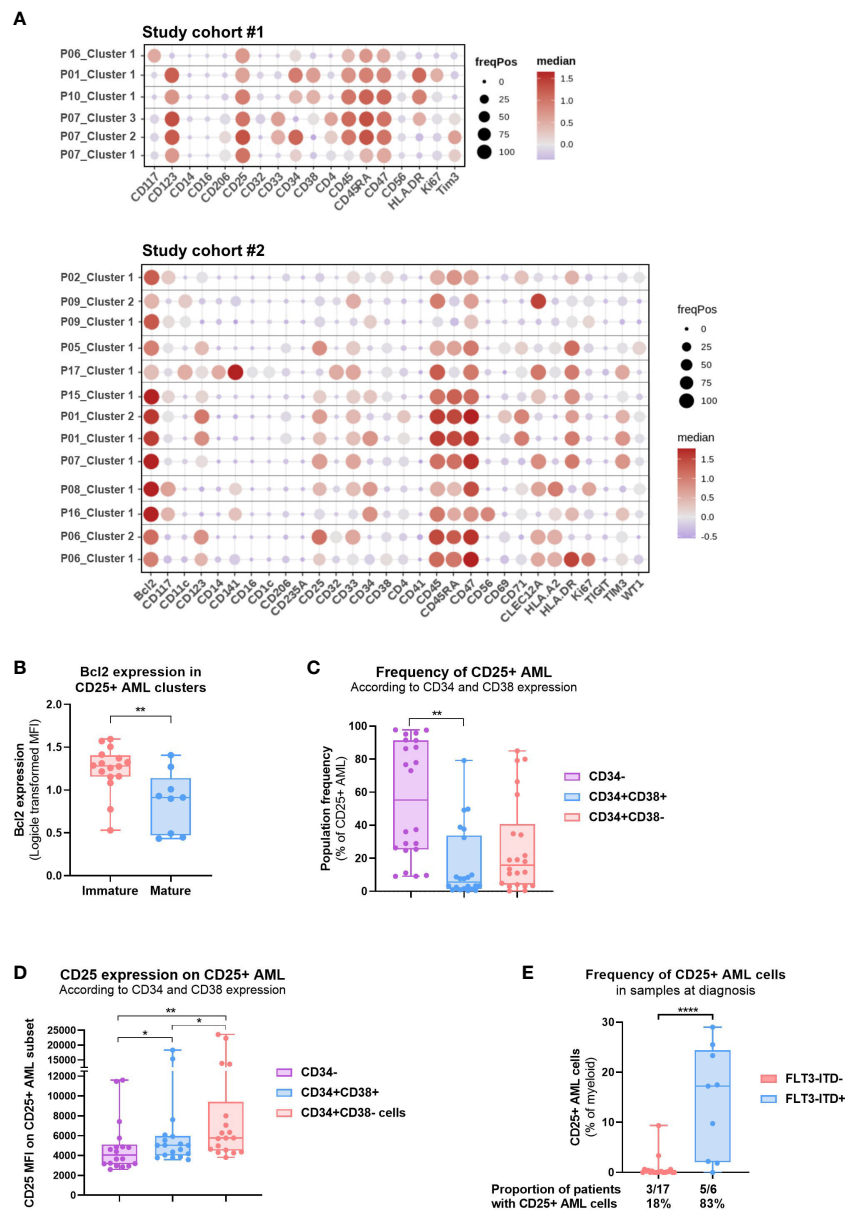 A
Study cohort #1
P06_Cluster 1
P01_Cluster 1
P10_Cluster 1
P07_Cluster 3
P07_Cluster 2
P07_Cluster 1
CD117
CD123
CD14
CD16
CD206
CD25
CD32
CD33
CD34
CD38
CD4
CD45
CD45RA
CD47
CD56
HLA.DR
Ki67
Tim3
freqPos
0
25
50
75
100
median
1.5
1.0
0.5
0.0
Study cohort #2
P02_Cluster 1
P09_Cluster 2
P09_Cluster 1
P05_Cluster 1
P17_Cluster 1
P15_Cluster 1
P01_Cluster 2
P01_Cluster 1
P07_Cluster 1
P08_Cluster 1
P16_Cluster 1
P06_Cluster 2
P06_Cluster 1
Bcl2
CD117
CD11c
CD123
CD14
CD141
CD16
CD1c
CD206
CD235A
CD25
CD32
CD33
CD34
CD38
CD4
CD41
CD45
CD45RA
CD47
CD56
CD69
CD71
CLEC12A
HLA.A2
HLA.DR
Ki67
TIGIT
TIM3
WT1
freqPos
0
25
50
75
100
median
1.5
1.0
0.5
0.0
-0.5
B
Bcl2 expression in
CD25+ AML clusters
**
Bcl2 expression
(Logicle transformed MFI)
2.0
1.5
1.0
0.5
0.0
Immature
Mature
C
Frequency of CD25+ AML
According to CD34 and CD38 expression
**
Population frequency
(% of CD25+ AML)
100
80
60
40
20
0
CD34-
CD34+CD38+
CD34+CD38-
D
CD25 expression on CD25+ AML
According to CD34 and CD38 expression
**
*
*
CD25 MFI on CD25+ AML subset
25000
20000
15000
12000
10000
8000
6000
4000
2000
0
CD34-
CD34+CD38+
CD34+CD38- cells
E
Frequency of CD25+ AML cells
in samples at diagnosis
****
CD25+ AML cells
(% of myeloid)
30
20
10
0
FLT3-ITD-
FLT3-ITD+
Proportion of patients 3/17 5/6
with CD25+ AML cells 18% 83%